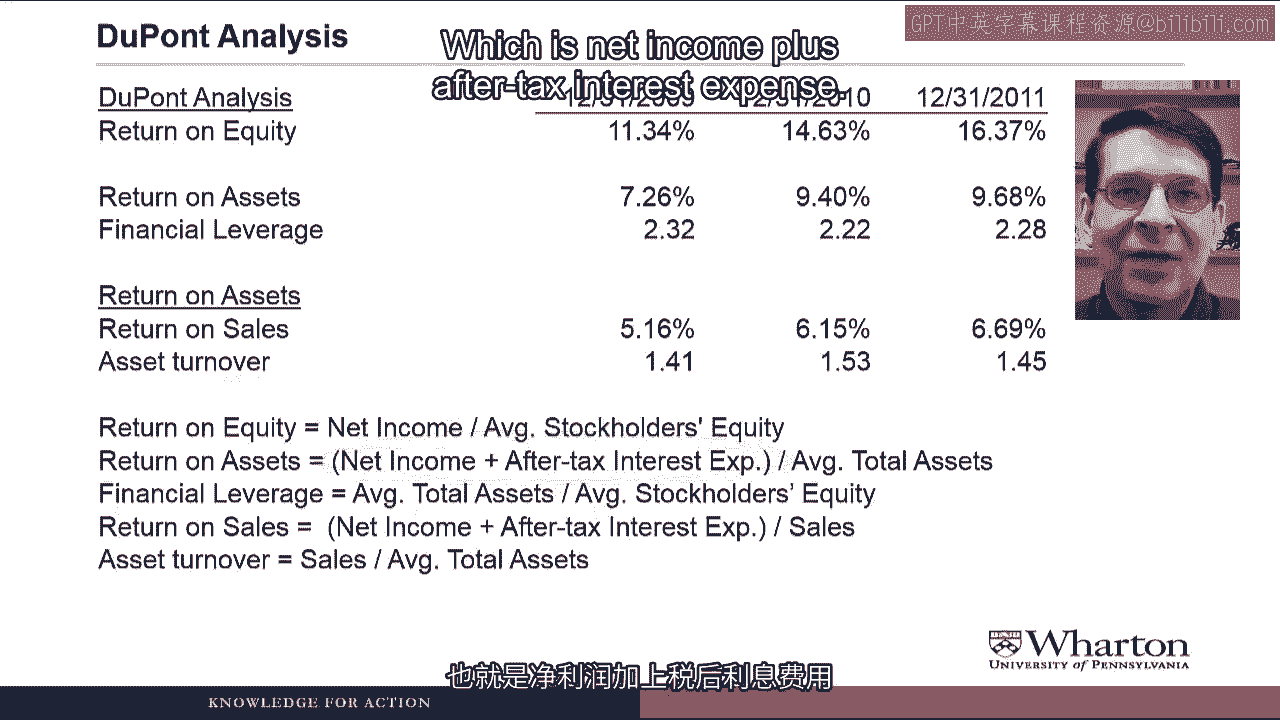 DuPont Analysis
Which is net income plus
after-tax interest expense.
GPT中英字幕课程资源@bilibili.com
DuPont Analysis 12/31/2010 12/31/2011
Return on Equity 11.34% 14.63% 16.37%
Return on Assets 7.26% 9.40% 9.68%
Financial Leverage 2.32 2.22 2.28
Return on Assets
Return on Sales 5.16% 6.15% 6.69%
Asset turnover 1.41 1.53 1.45
Return on Equity = Net Income / Avg. Stockholders' Equity
Return on Assets = (Net Income + After-tax Interest Exp.) / Avg. Total Assets
Financial Leverage = Avg. Total Assets / Avg. Stockholders’ Equity
Return on Sales = (Net Income + After-tax Interest Exp.) / Sales
Asset turnover = Sales / Avg. Total Assets
Wharton
UNIVERSITY OF PENNSYLVANIA
也就是净利润加上税后利息费用
KNOWLEDGE FOR ACTION